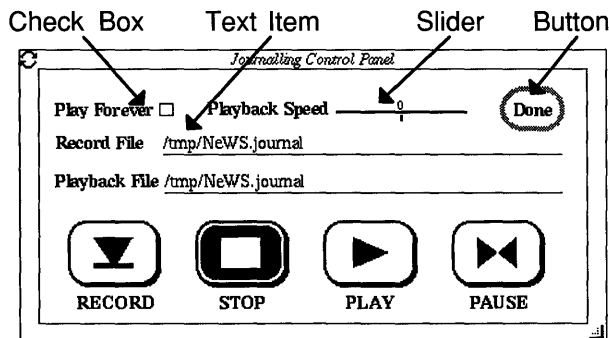 Check Box Text Item Slider Button
Journalling Control Panel
Play Forever Playback Speed 0 Done
Record File /tmp/NeWS.journal
Playback File /tmp/NeWS.journal
RECORD STOP PLAY PAUSE